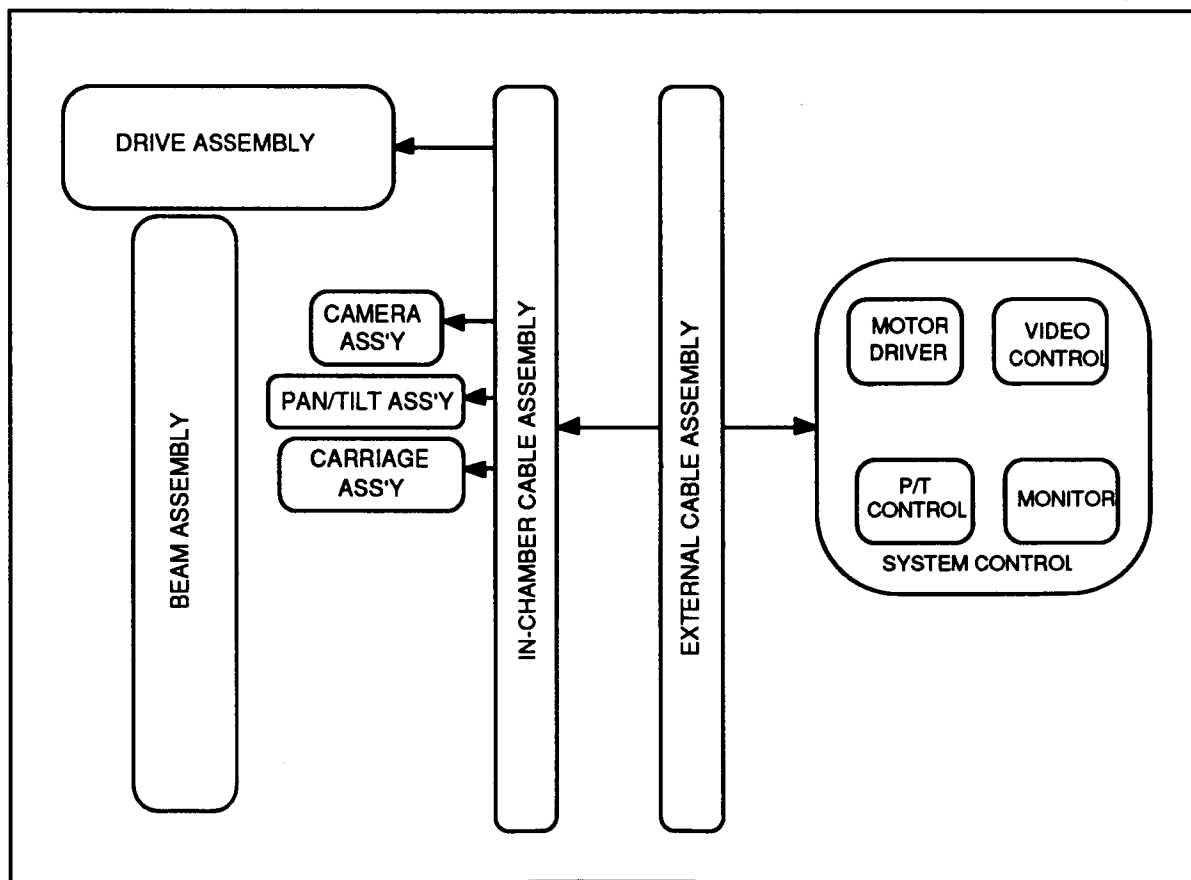 DRIVE ASSEMBLY
BEAM ASSEMBLY
CAMERA
ASS'Y
PAN/TILT ASS'Y
CARRIAGE
ASS'Y
IN-CHAMBER CABLE ASSEMBLY
EXTERNAL CABLE ASSEMBLY
MOTOR
DRIVER
VIDEO
CONTROL
P/T
CONTROL
MONITOR
SYSTEM CONTROL